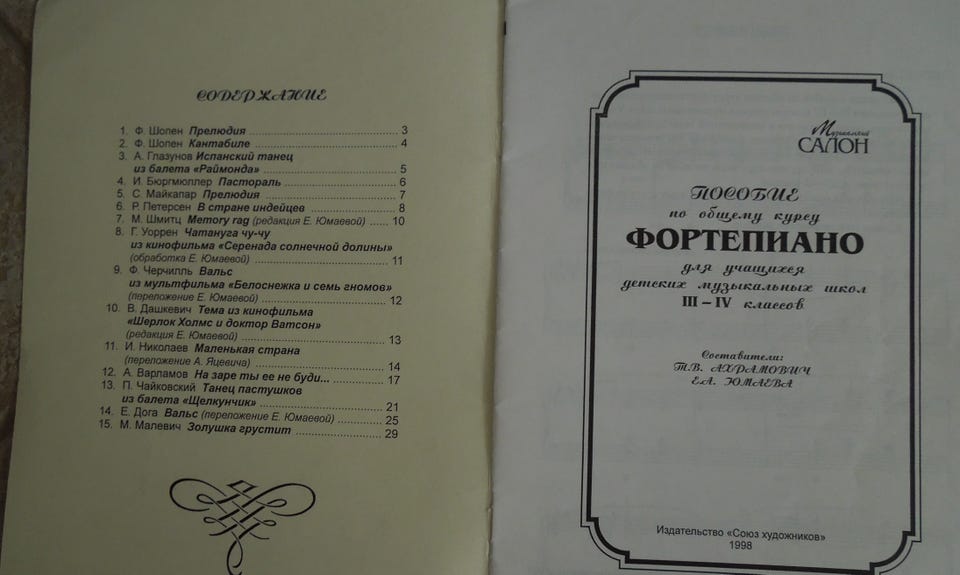 СОДЕРЖАНИЕ
1. Ф. Шопен Прелюдия ........ 3
2. Ф. Шопен Кантабиле ........ 4
3. А. Глазунов Испанский танец
из балета «Раймонда» ........ 5
4. И. Бюргмюллер Пастораль ........ 6
5. С. Майкапар Прелюдия ........ 7
6. Р. Петерсен В стране индейцев ........ 8
7. М. Шмитц Memory rag (редакция Е. Юмаевой) ........ 10
8. Г. Уоррен Чатануга чу-чу
из кинофильма «Серенада солнечной долины»
(обработка Е. Юмаевой) ........ 11
9. Ф. Черчилль Вальс
из мультфильма «Белоснежка и семь гномов»
(переложение Е. Юмаевой) ........ 12
10. В. Дашкевич Тема из кинофильма
«Шерлок Холмс и доктор Ватсон»
(редакция Е. Юмаевой) ........ 13
11. И. Николаев Маленькая страна
(переложение А. Яцевича) ........ 14
12. А. Варламов На заре ты ее не буди... ........ 17
13. П. Чайковский Танец пастушков
из балета «Щелкунчик» ........ 21
14. Е. Дога Вальс (переложение Е. Юмаевой) ........ 25
15. М. Малевич Золушка грустит ........ 29
Музыкальный
САЛОН
ПОСОБИЕ
по общему курсу
ФОРТЕПИАНО
для учащихся
детских музыкальных школ
III – IV классов
Составители:
Т.В. АХРАМОВИЧ
Е.А. ЮМАЕВА
Издательство «Союз художников»
1998